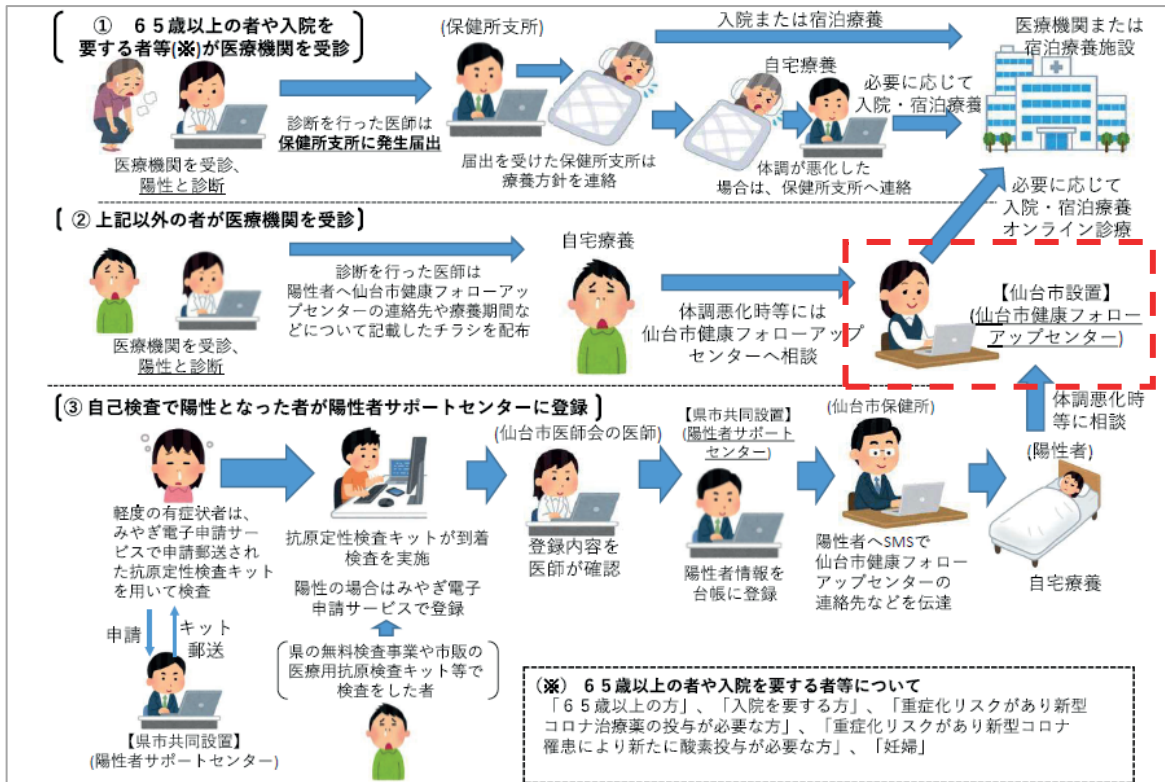 ① ６５歳以上の者や入院を
要する者等(※)が医療機関を受診
医療機関を受診、
陽性と診断
診断を行った医師は
保健所支所に発生届出
(保健所支所)
届出を受けた保健所支所は
療養方針を連絡
入院または宿泊療養
自宅療養
体調が悪化した
場合は、保健所支所へ連絡
必要に応じて
入院・宿泊療養
医療機関または
宿泊療養施設
② 上記以外の者が医療機関を受診
医療機関を受診、
陽性と診断
診断を行った医師は
陽性者へ仙台市健康フォローアッ
プセンターの連絡先や療養期間な
どについて記載したチラシを配布
自宅療養
体調悪化時等には
仙台市健康フォローアップ
センターへ相談
【仙台市設置】
(仙台市健康フォロー
アップセンター)
必要に応じて
入院・宿泊療養
オンライン診療
③ 自己検査で陽性となった者が陽性者サポートセンターに登録
軽度の有症状者は、
みやぎ電子申請サー
ビスで申請郵送され
た抗原定性検査キット
を用いて検査
申請
キット
郵送
【県市共同設置】
(陽性者サポートセンター)
抗原定性検査キットが到着
検査を実施
陽性の場合はみやぎ電子
申請サービスで登録
県の無料検査事業や市販の
医療用抗原検査キット等で
検査をした者
(仙台市医師会の医師)
登録内容を
医師が確認
【県市共同設置】
(陽性者サポート
センター)
陽性者情報を
台帳に登録
(仙台市保健所)
陽性者へSMSで
仙台市健康フォロー
アップセンターの
連絡先などを伝達
体調悪化時
等に相談
(陽性者)
自宅療養
(※) ６５歳以上の者や入院を要する者等について
「６５歳以上の方」、「入院を要する方」、「重症化リスクがあり新型
コロナ治療薬の投与が必要な方」、「重症化リスクがあり新型コロナ
罹患により新たに酸素投与が必要な方」、「妊婦」